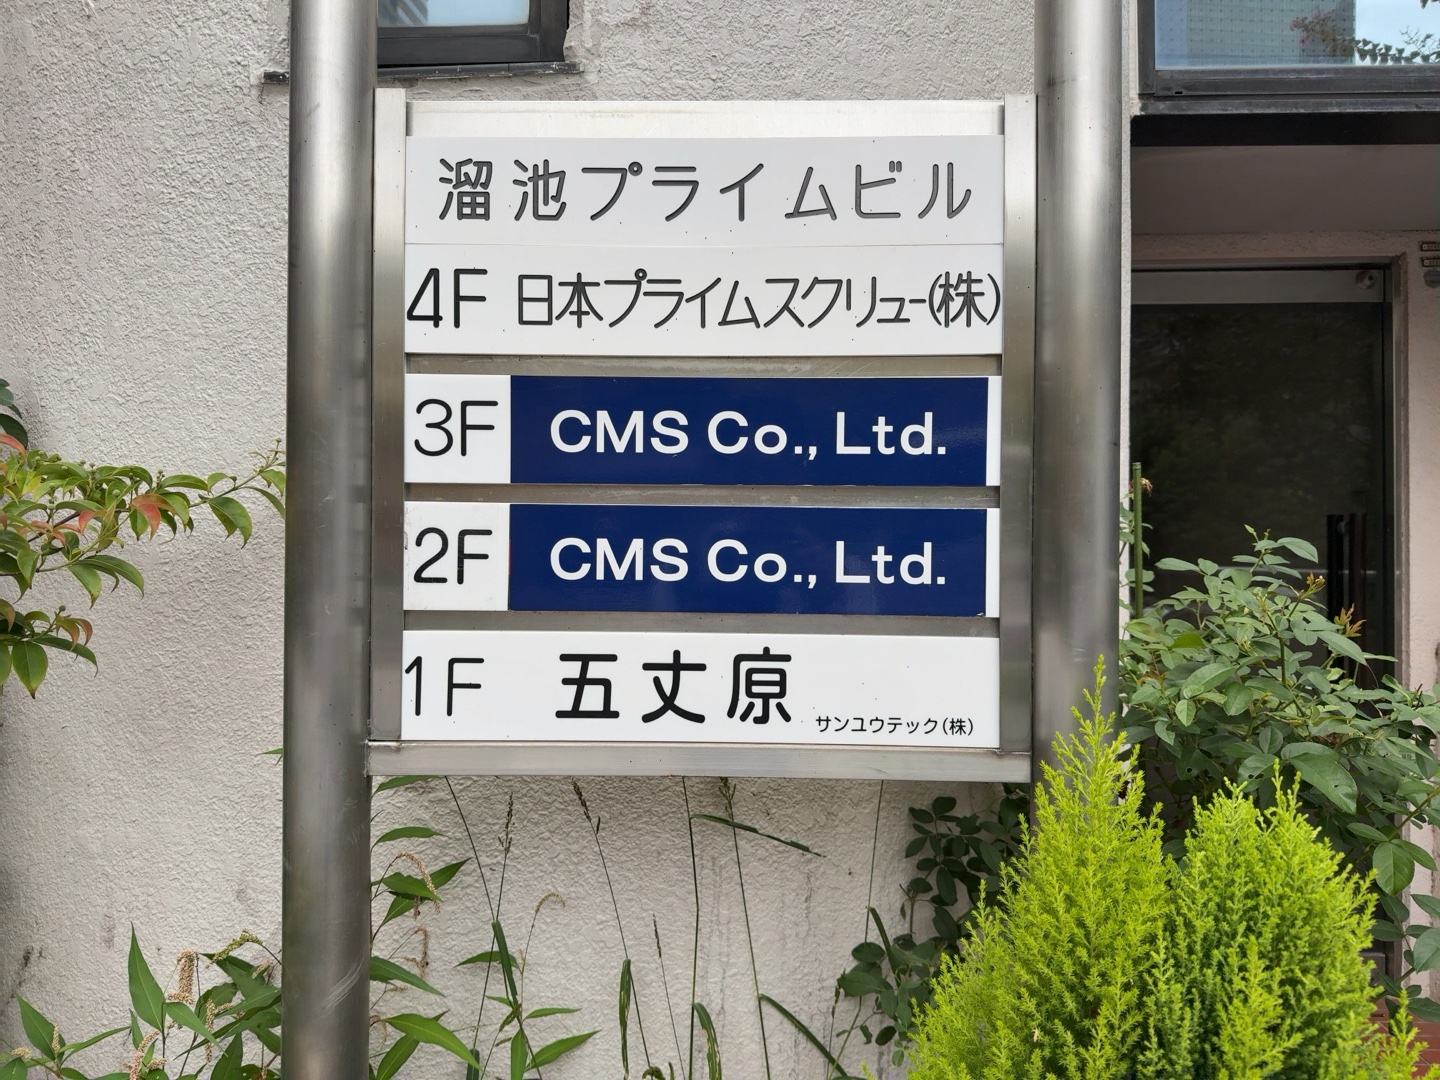 溜池プライムビル
4F 日本プライムスクリュー(株)
3F CMS Co., Ltd.
2F CMS Co., Ltd.
1F 五丈原 サンユウテック(株)